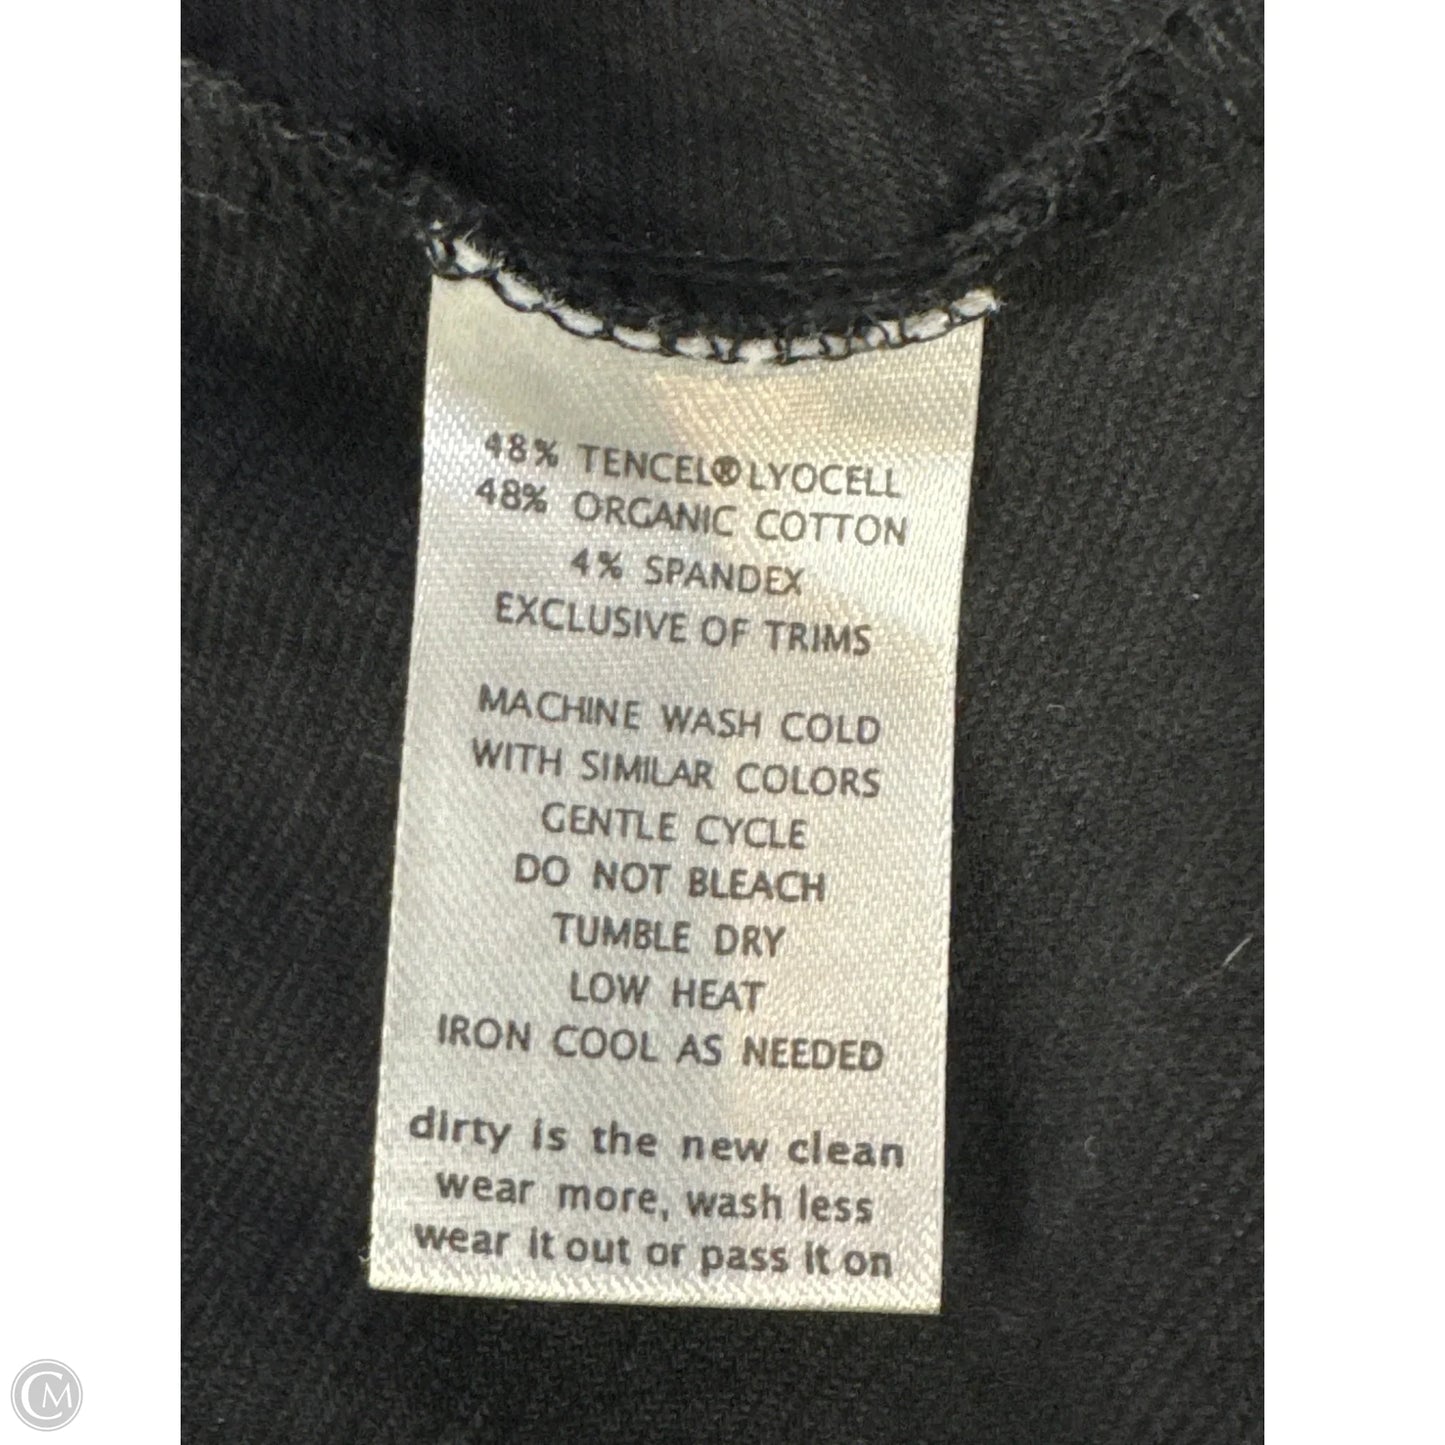 48% TENCEL® LYOCELL
48% ORGANIC COTTON
4% SPANDEX
EXCLUSIVE OF TRIMS
MACHINE WASH COLD
WITH SIMILAR COLORS
GENTLE CYCLE
DO NOT BLEACH
TUMBLE DRY
LOW HEAT
IRON COOL AS NEEDED
dirty is the new clean
wear more, wash less
wear it out or pass it on
CM